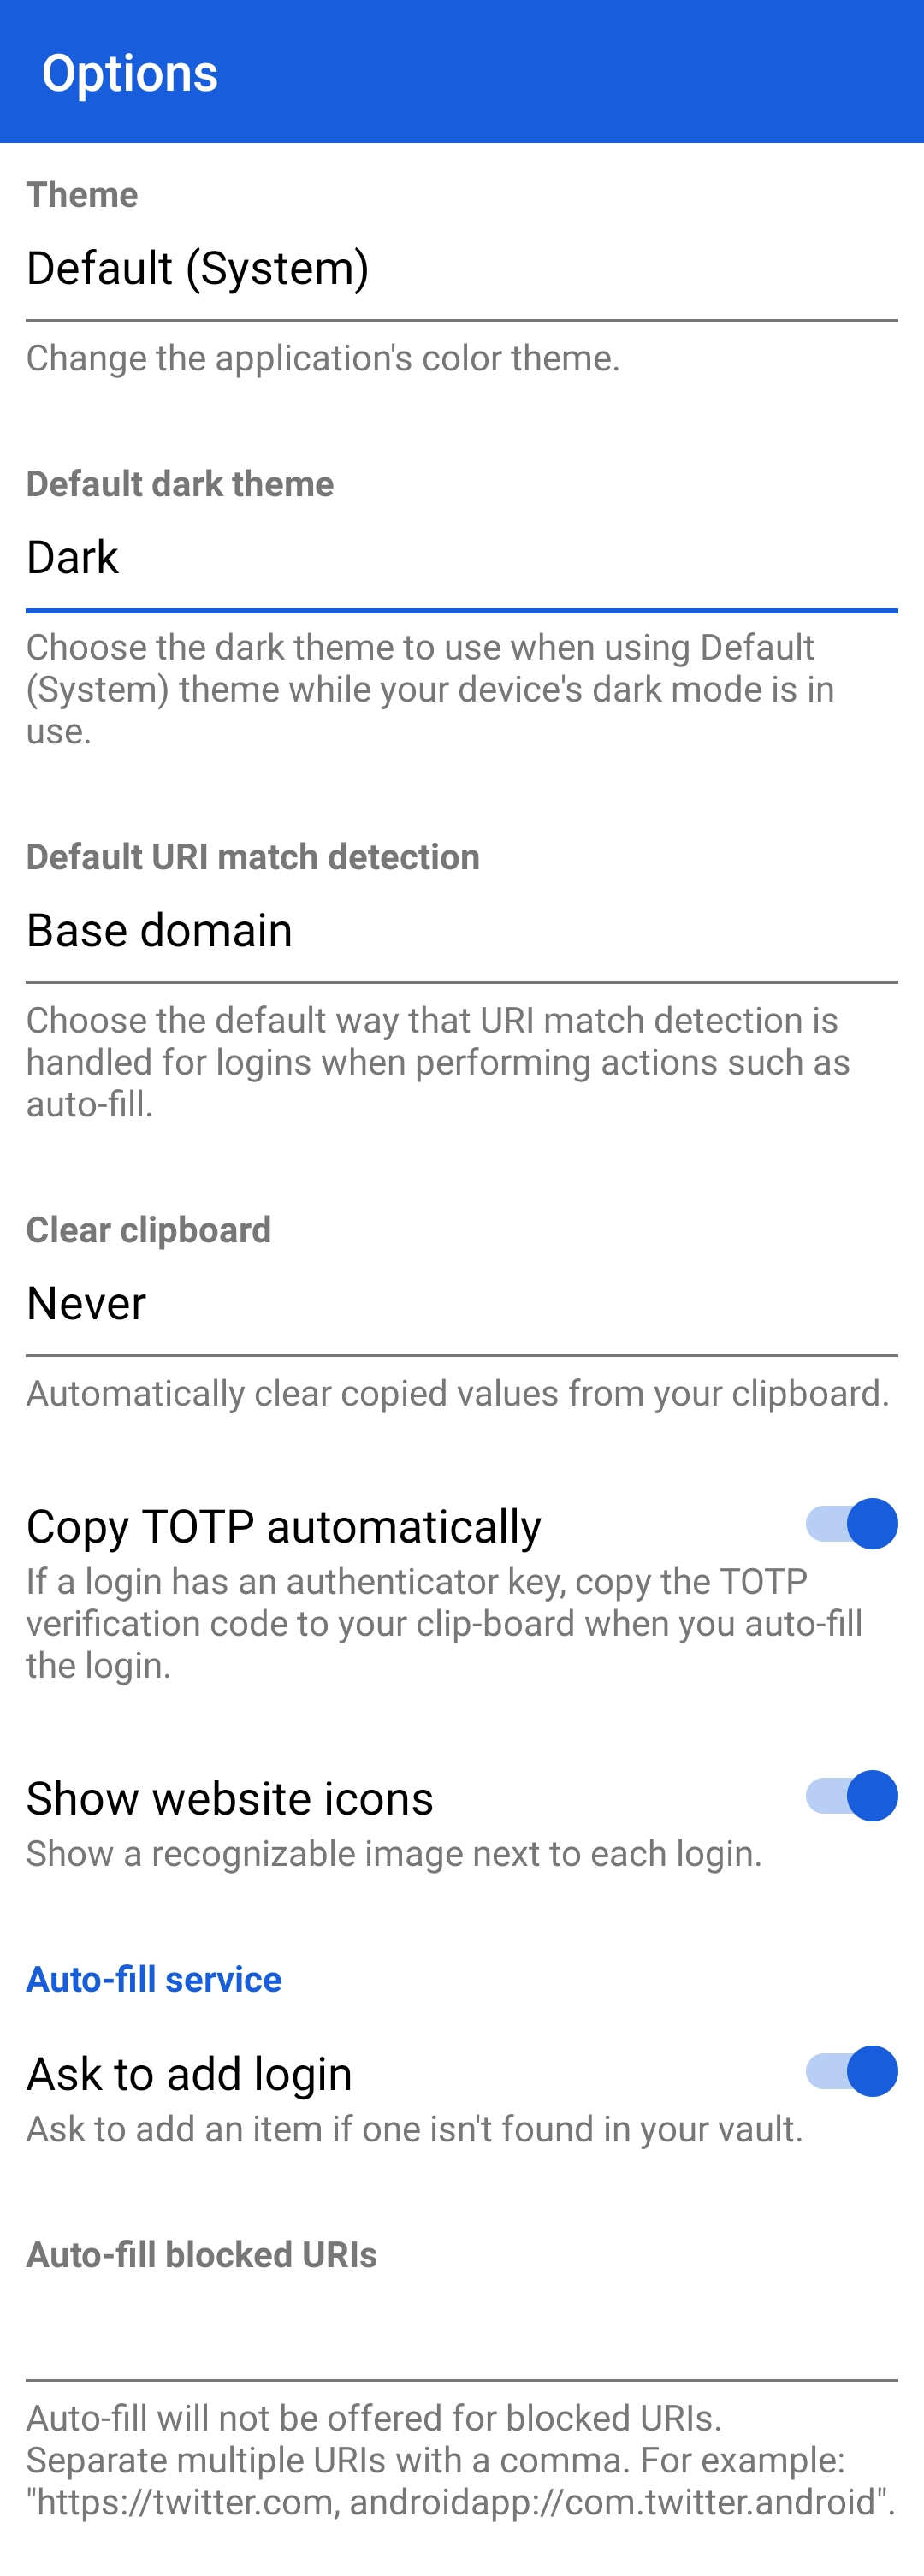 Options
Theme
Default (System)
Change the application's color theme.
Default dark theme
Dark
Choose the dark theme to use when using Default
(System) theme while your device's dark mode is in
use.
Default URI match detection
Base domain
Choose the default way that URI match detection is
handled for logins when performing actions such as
auto-fill.
Clear clipboard
Never
Automatically clear copied values from your clipboard.
Copy TOTP automatically
If a login has an authenticator key, copy the TOTP
verification code to your clip-board when you auto-fill
the login.
Show website icons
Show a recognizable image next to each login.
Auto-fill service
Ask to add login
Ask to add an item if one isn't found in your vault.
Auto-fill blocked URIs
Auto-fill will not be offered for blocked URIs.
Separate multiple URIs with a comma. For example:
"https://twitter.com, androidapp://com.twitter.android".